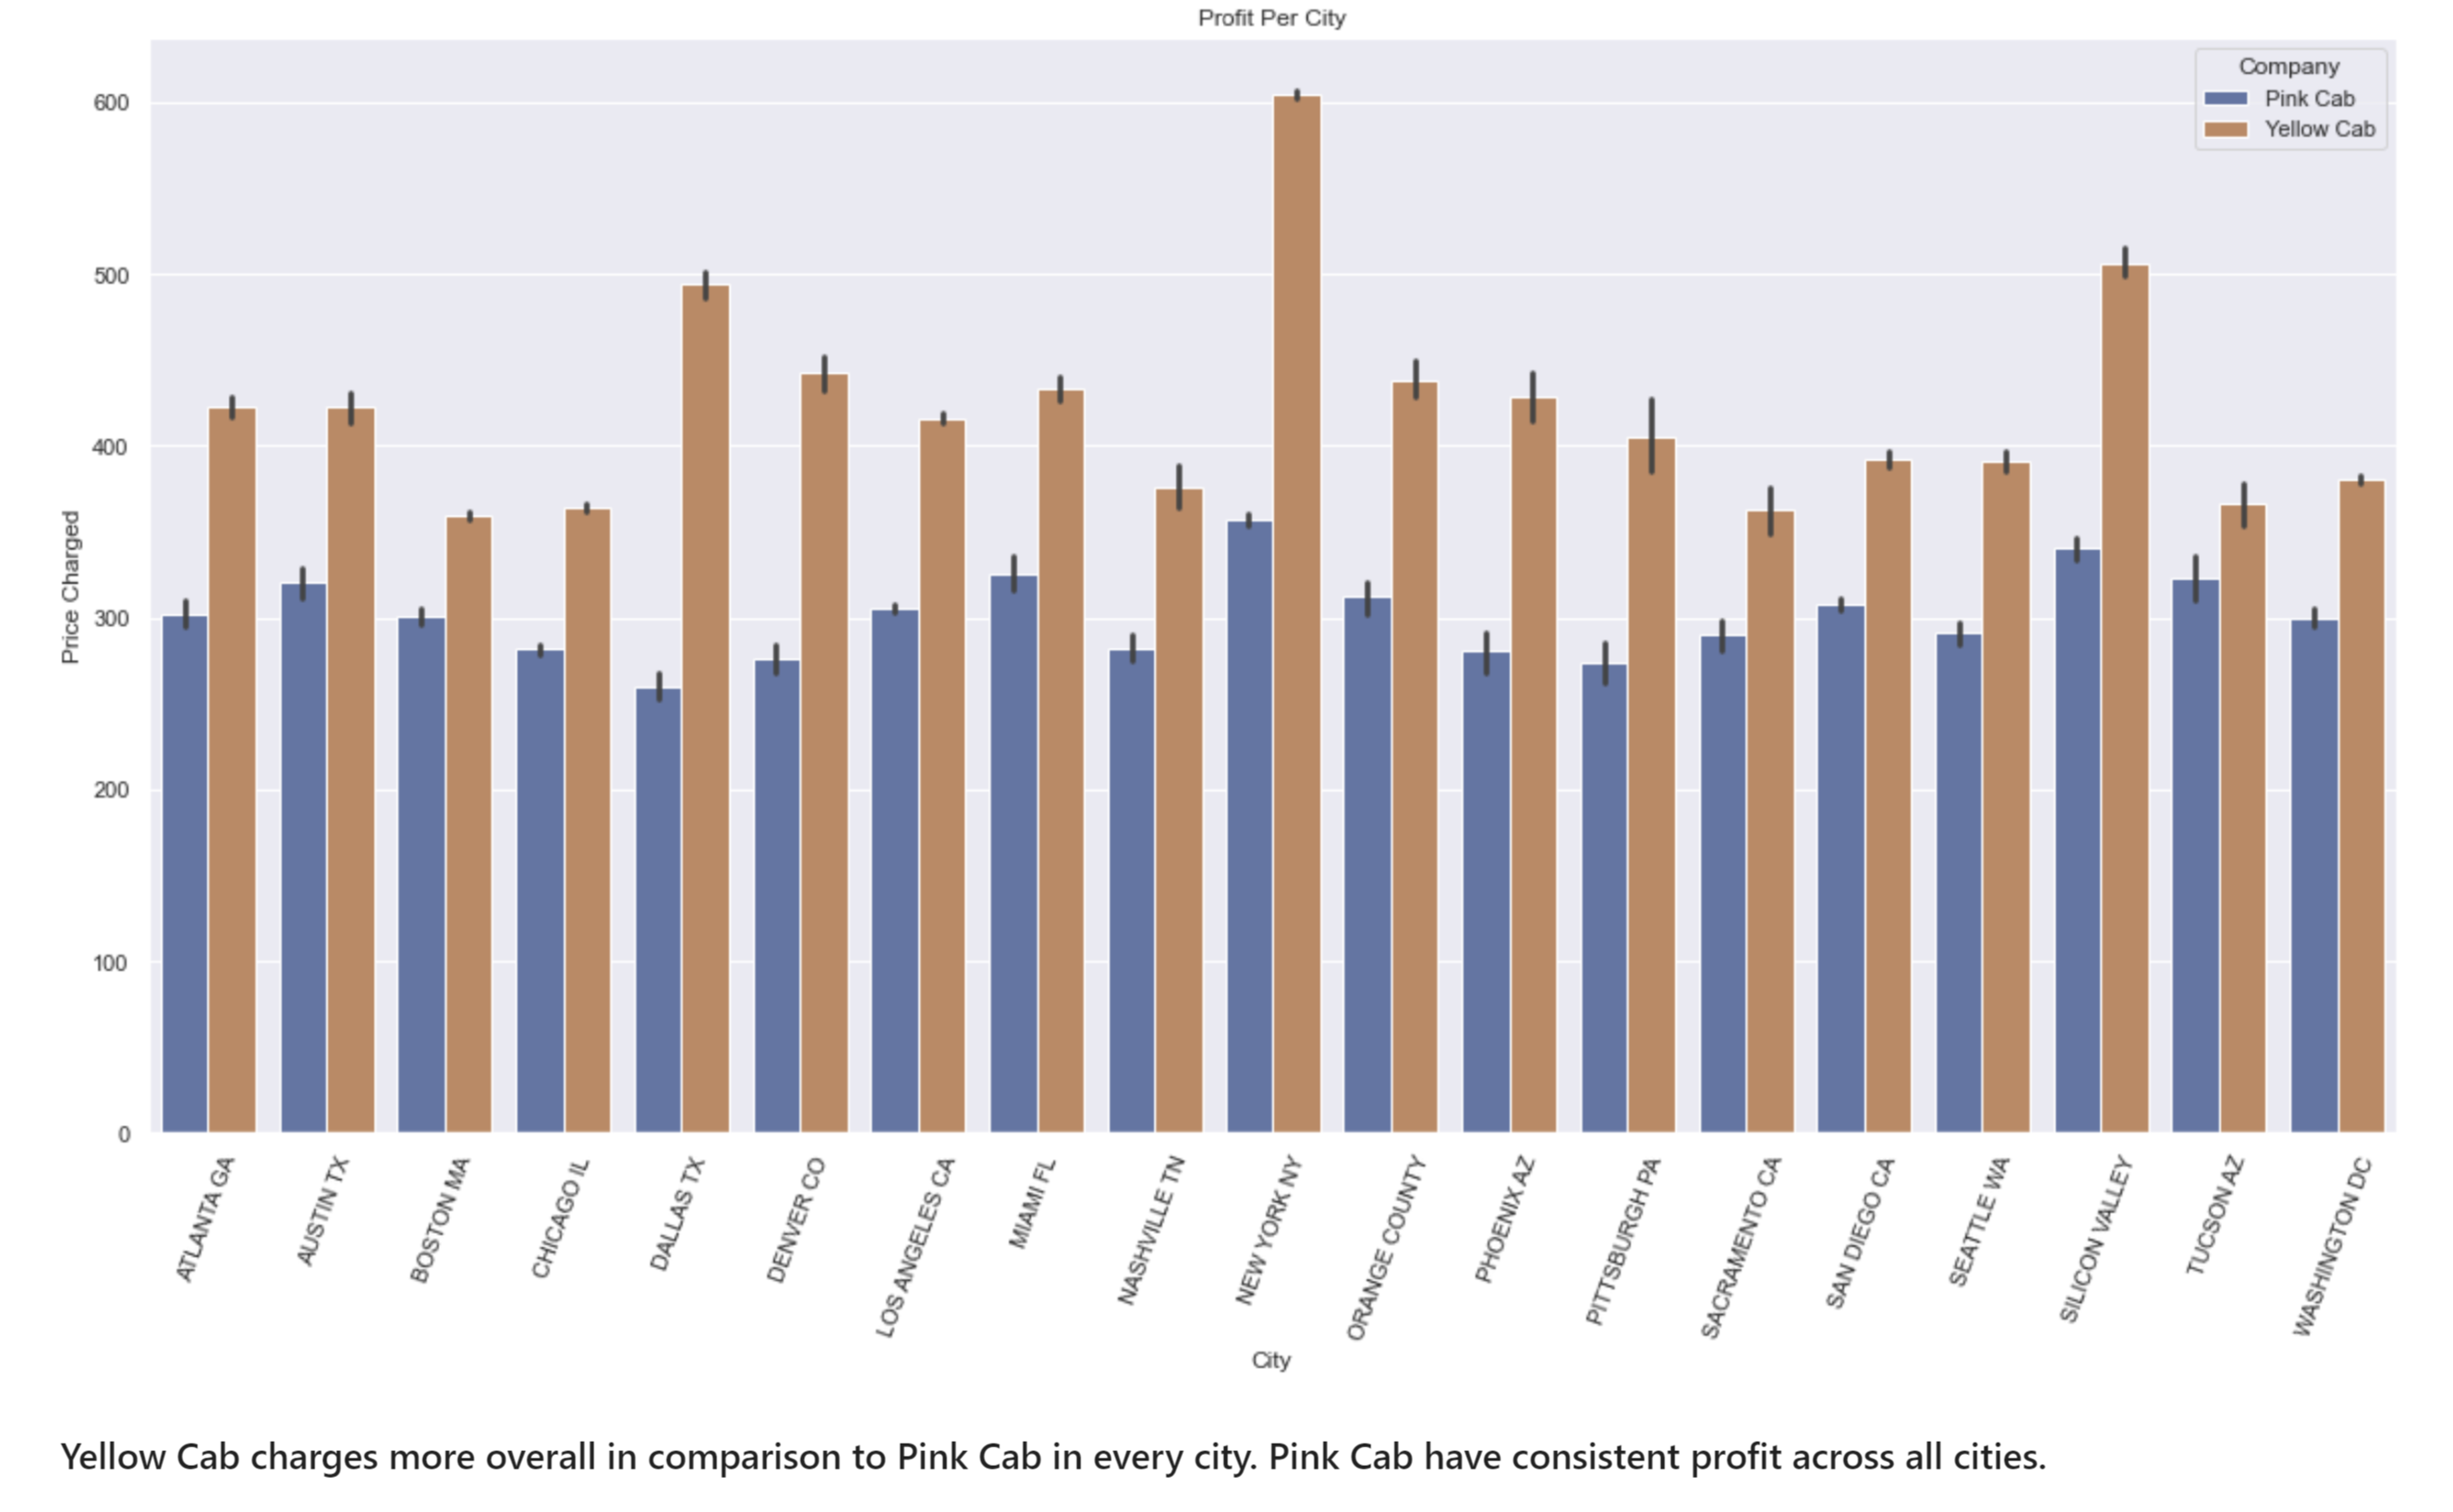 Profit Per City
Company
Pink Cab
Yellow Cab
Price Charged
600
500
400
300
200
100
0
ATLANTA GA
AUSTIN TX
BOSTON MA
CHICAGO IL
DALLAS TX
DENVER CO
LOS ANGELES CA
MIAMI FL
NASHVILLE TN
NEW YORK NY
ORANGE COUNTY
PHOENIX AZ
PITTSBURGH PA
SACRAMENTO CA
SAN DIEGO CA
SEATTLE WA
SILICON VALLEY
TUCSON AZ
WASHINGTON DC
City
Yellow Cab charges more overall in comparison to Pink Cab in every city. Pink Cab have consistent profit across all cities.